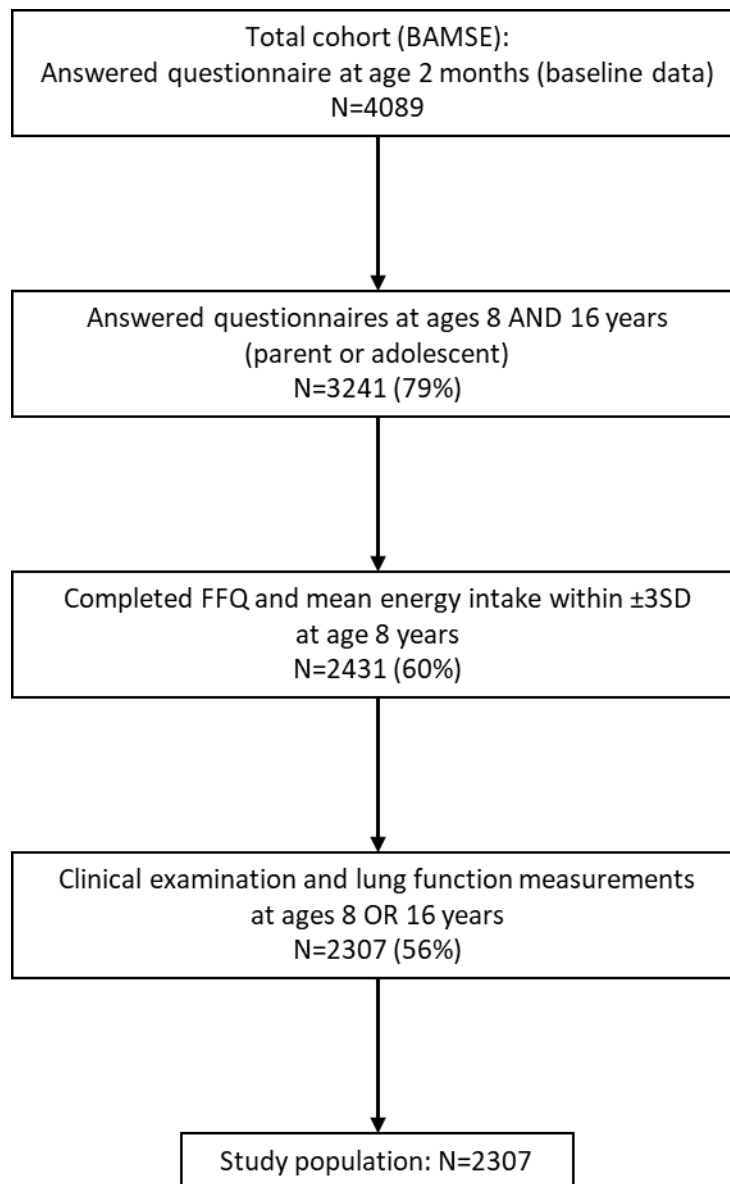 Total cohort (BAMSE):
Answered questionnaire at age 2 months (baseline data)
N=4089
Answered questionnaires at ages 8 AND 16 years
(parent or adolescent)
N=3241 (79%)
Completed FFQ and mean energy intake within ±3SD
at age 8 years
N=2431 (60%)
Clinical examination and lung function measurements
at ages 8 OR 16 years
N=2307 (56%)
Study population: N=2307